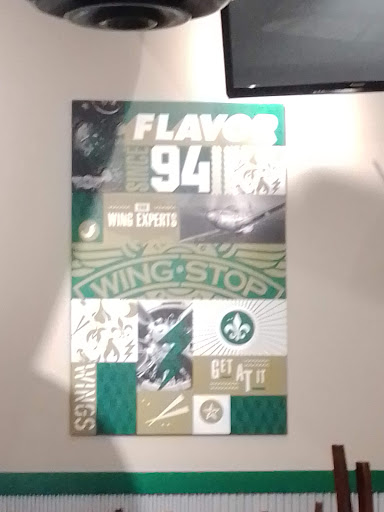 FLAVOR
SINCE
94
THE
WING EXPERTS
WING STOP
WINGS
GET
AT IT